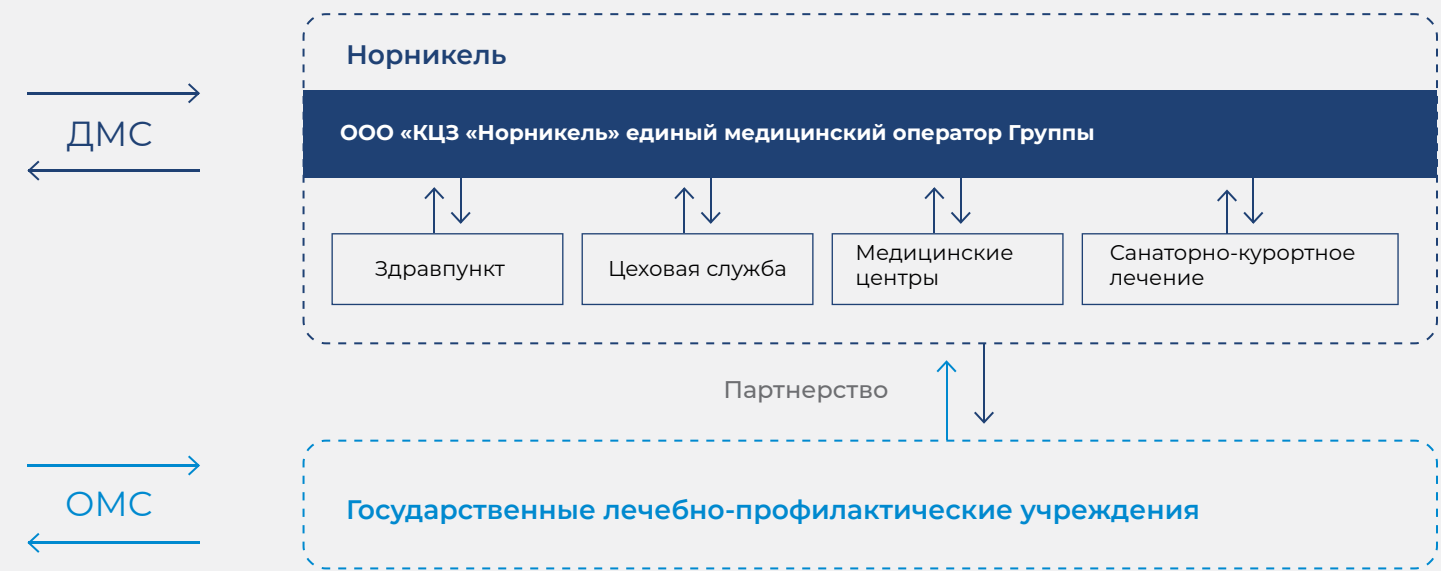 Норникель
ДМС
ООО «КЦЗ «Норникель» единый медицинский оператор Группы
Здравпункт
Цеховая служба
Медицинские
центры
Санаторно-курортное
лечение
Партнерство
ОМС
Государственные лечебно-профилактические учреждения